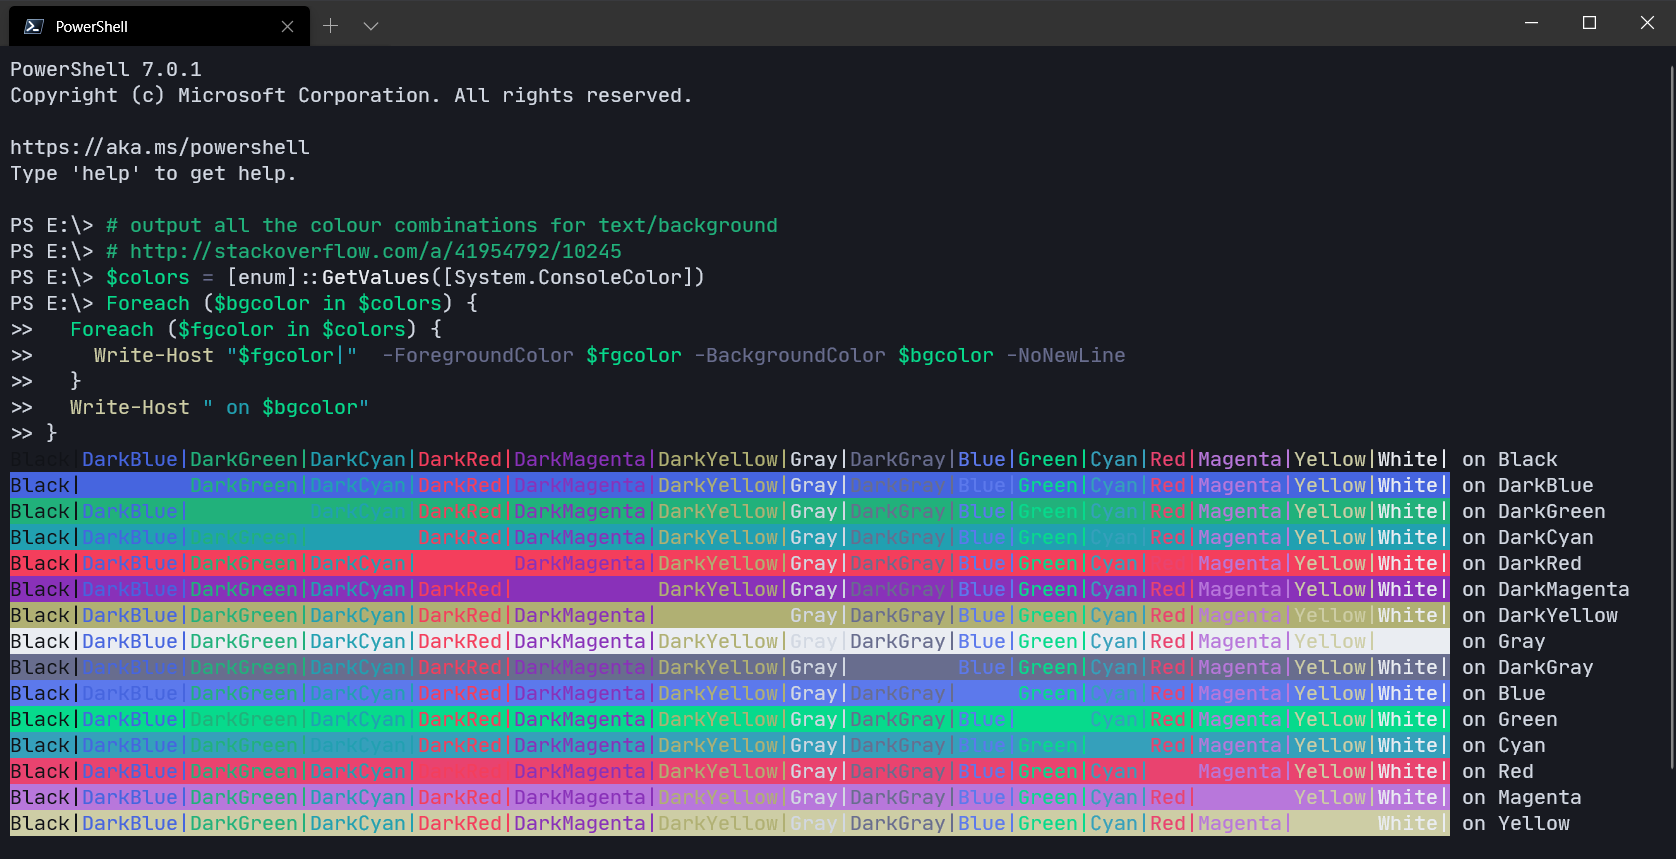 PowerShell
PowerShell 7.0.1
Copyright (c) Microsoft Corporation. All rights reserved.
https://aka.ms/powershell
Type 'help' to get help.
PS E:\> # output all the colour combinations for text/background
PS E:\> # http://stackoverflow.com/a/41954792/10245
PS E:\> $colors = [enum]::GetValues([System.ConsoleColor])
PS E:\> Foreach ($bgcolor in $colors) {
>>   Foreach ($fgcolor in $colors) {
>>     Write-Host "$fgcolor|"  -ForegroundColor $fgcolor -BackgroundColor $bgcolor -NoNewLine
>>   }
>>   Write-Host " on $bgcolor"
>> }
Black|DarkBlue|DarkGreen|DarkCyan|DarkRed|DarkMagenta|DarkYellow|Gray|DarkGray|Blue|Green|Cyan|Red|Magenta|Yellow|White| on Black
Black| DarkGreen|DarkCyan|DarkRed|DarkMagenta|DarkYellow|Gray|DarkGray|Blue|Green|Cyan|Red|Magenta|Yellow|White| on DarkBlue
Black|DarkBlue| DarkCyan|DarkRed|DarkMagenta|DarkYellow|Gray|DarkGray|Blue|Green|Cyan|Red|Magenta|Yellow|White| on DarkGreen
Black|DarkBlue|DarkGreen| DarkRed|DarkMagenta|DarkYellow|Gray|DarkGray|Blue|Green|Cyan|Red|Magenta|Yellow|White| on DarkCyan
Black|DarkBlue|DarkGreen|DarkCyan| DarkMagenta|DarkYellow|Gray|DarkGray|Blue|Green|Cyan| Magenta|Yellow|White| on DarkRed
Black|DarkBlue|DarkGreen|DarkCyan|DarkRed| DarkYellow|Gray|DarkGray|Blue|Green|Cyan|Red|Magenta|Yellow|White| on DarkMagenta
Black|DarkBlue|DarkGreen|DarkCyan|DarkRed|DarkMagenta| Gray|DarkGray|Blue|Green|Cyan|Red|Magenta|Yellow|White| on DarkYellow
Black|DarkBlue|DarkGreen|DarkCyan|DarkRed|DarkMagenta|DarkYellow|Gray|DarkGray|Blue|Green|Cyan|Red|Magenta|Yellow| on Gray
Black|DarkBlue|DarkGreen|DarkCyan|DarkRed|DarkMagenta|DarkYellow|Gray| Blue|Green|Cyan|Red|Magenta|Yellow|White| on DarkGray
Black|DarkBlue|DarkGreen|DarkCyan|DarkRed|DarkMagenta|DarkYellow|Gray|DarkGray| Green|Cyan|Red|Magenta|Yellow|White| on Blue
Black|DarkBlue|DarkGreen|DarkCyan|DarkRed|DarkMagenta|DarkYellow|Gray|DarkGray|Blue| Cyan|Red|Magenta|Yellow|White| on Green
Black|DarkBlue|DarkGreen|DarkCyan|DarkRed|DarkMagenta|DarkYellow|Gray|DarkGray|Blue|Green| Red|Magenta|Yellow|White| on Cyan
Black|DarkBlue|DarkGreen|DarkCyan| DarkMagenta|DarkYellow|Gray|DarkGray|Blue|Green|Cyan| Magenta|Yellow|White| on Red
Black|DarkBlue|DarkGreen|DarkCyan|DarkRed|DarkMagenta|DarkYellow|Gray|DarkGray|Blue|Green|Cyan|Red| Yellow|White| on Magenta
Black|DarkBlue|DarkGreen|DarkCyan|DarkRed|DarkMagenta|DarkYellow|Gray|DarkGray|Blue|Green|Cyan|Red|Magenta| White| on Yellow